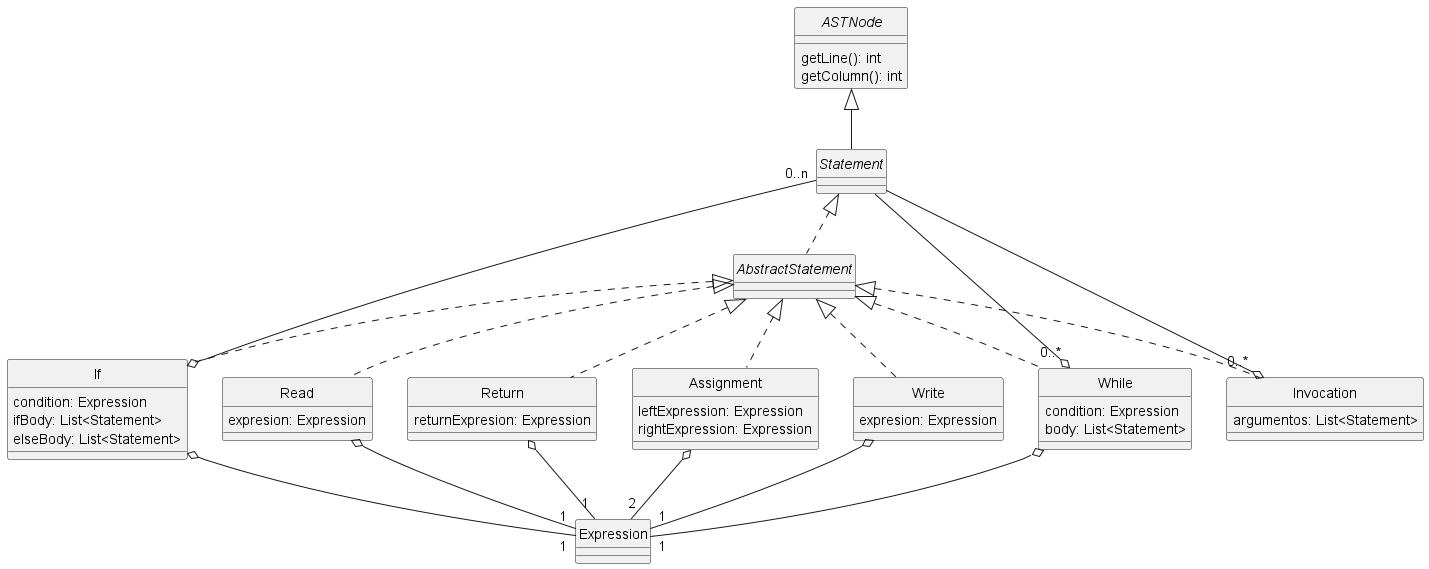 ASTNode
getLine(): int
getColumn(): int
Statement
0..n
AbstractStatement
0..*
0..*
If
condition: Expression
ifBody: List<Statement>
elseBody: List<Statement>
Read
expresion: Expression
Return
returnExpresion: Expression
Assignment
leftExpression: Expression
rightExpression: Expression
Write
expresion: Expression
While
condition: Expression
body: List<Statement>
Invocation
argumentos: List<Statement>
1
1
2
1
Expression
1
1